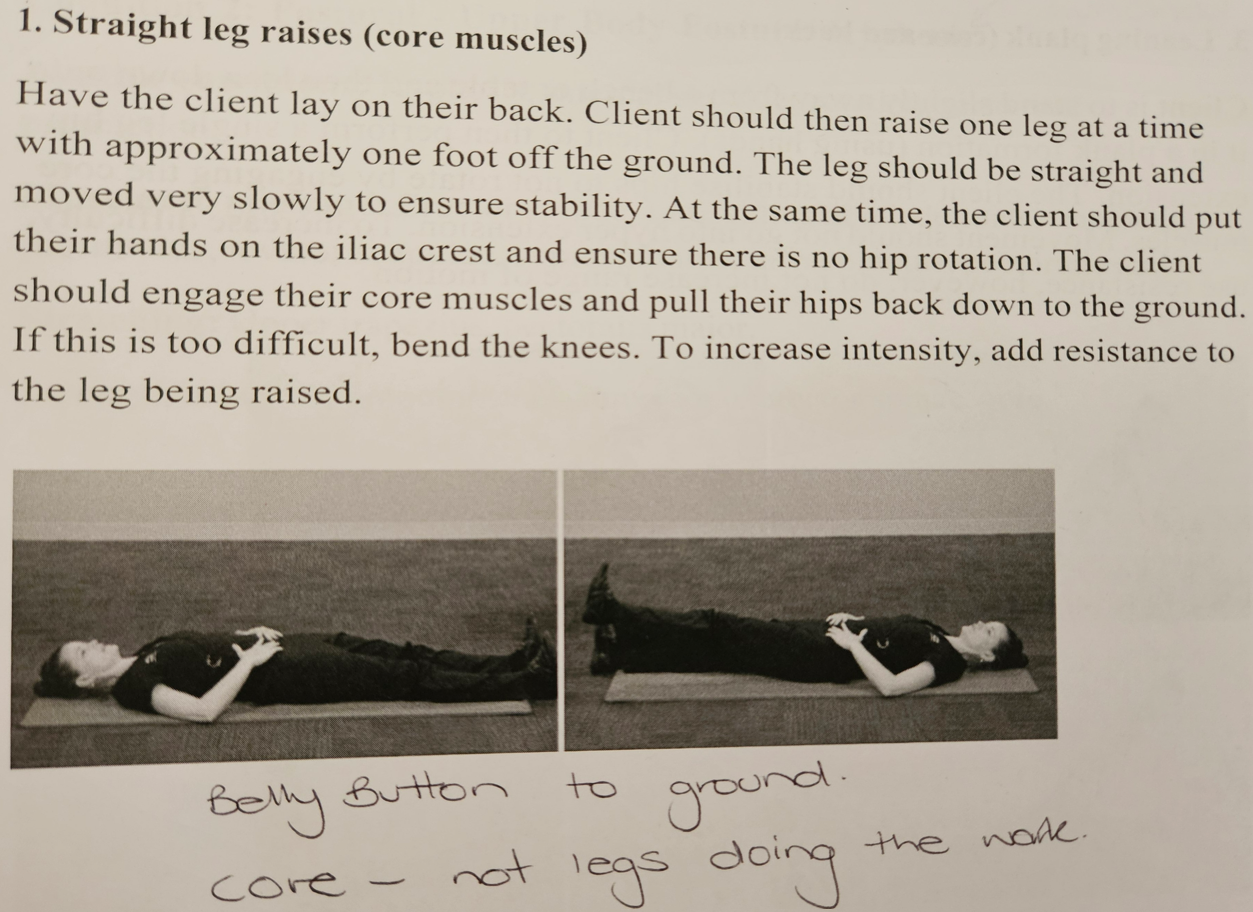 1. Straight leg raises (core muscles)
Have the client lay on their back. Client should then raise one leg at a time
with approximately one foot off the ground. The leg should be straight and
moved very slowly to ensure stability. At the same time, the client should put
their hands on the iliac crest and ensure there is no hip rotation. The client
should engage their core muscles and pull their hips back down to the ground.
If this is too difficult, bend the knees. To increase intensity, add resistance to
the leg being raised.
Belly Button to ground.
core - not legs doing the work.